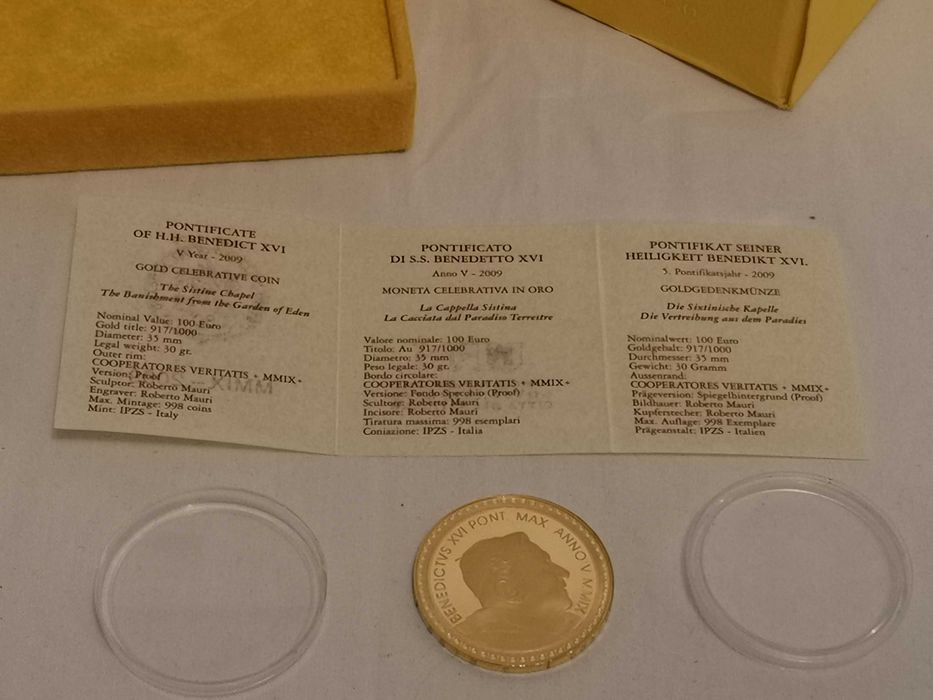 PONTIFICATE
OF H.H. BENEDICT XVI
V Year - 2009
GOLD CELEBRATIVE COIN
The Sistine Chapel
The Banishment from the Garden of Eden
Nominal Value: 100 Euro
Gold title: 917/1000
Diameter: 35 mm
Legal weight: 30 gr.
Outer rim:
COOPERATORES VERITATIS + MMIX+
Version: Proof
Sculptor: Roberto Mauri
Engraver: Roberto Mauri
Max. Mintage: 998 coins
Mint: IPZS - Italy
PONTIFICATO
DI S.S. BENEDETTO XVI
Anno V - 2009
MONETA CELEBRATIVA IN ORO
La Cappella Sistina
La Cacciata dal Paradiso Terrestre
Valore nominale: 100 Euro
Titolo: Au 917/1000
Diametro: 35 mm
Peso legale: 30 gr.
Bordo circolare:
COOPERATORES VERITATIS + MMIX+
Versione: Fondo Specchio (Proof)
Scultore: Roberto Mauri
Incisore: Roberto Mauri
Tiratura massima: 998 esemplari
Coniazione: IPZS - Italia
PONTIFIKAT SEINER
HEILIGKEIT BENEDIKT XVI.
5. Pontifikatsjahr - 2009
GOLDGEDENKMÜNZE
Die Sixtinische Kapelle
Die Vertreibung aus dem Paradies
Nominalwert: 100 Euro
Goldgehalt: 917/1000
Durchmesser: 35 mm
Gewicht: 30 Gramm
Aussenrand:
COOPERATORES VERITATIS + MMIX+
Prägeversion: Spiegelhintergrund (Proof)
Bildhauer: Roberto Mauri
Kupferstecher: Roberto Mauri
Max. Auflage: 998 Exemplare
Prägeanstalt: IPZS - Italien
BENEDICTVS XVI PONT. MAX. ANNO V MMIX